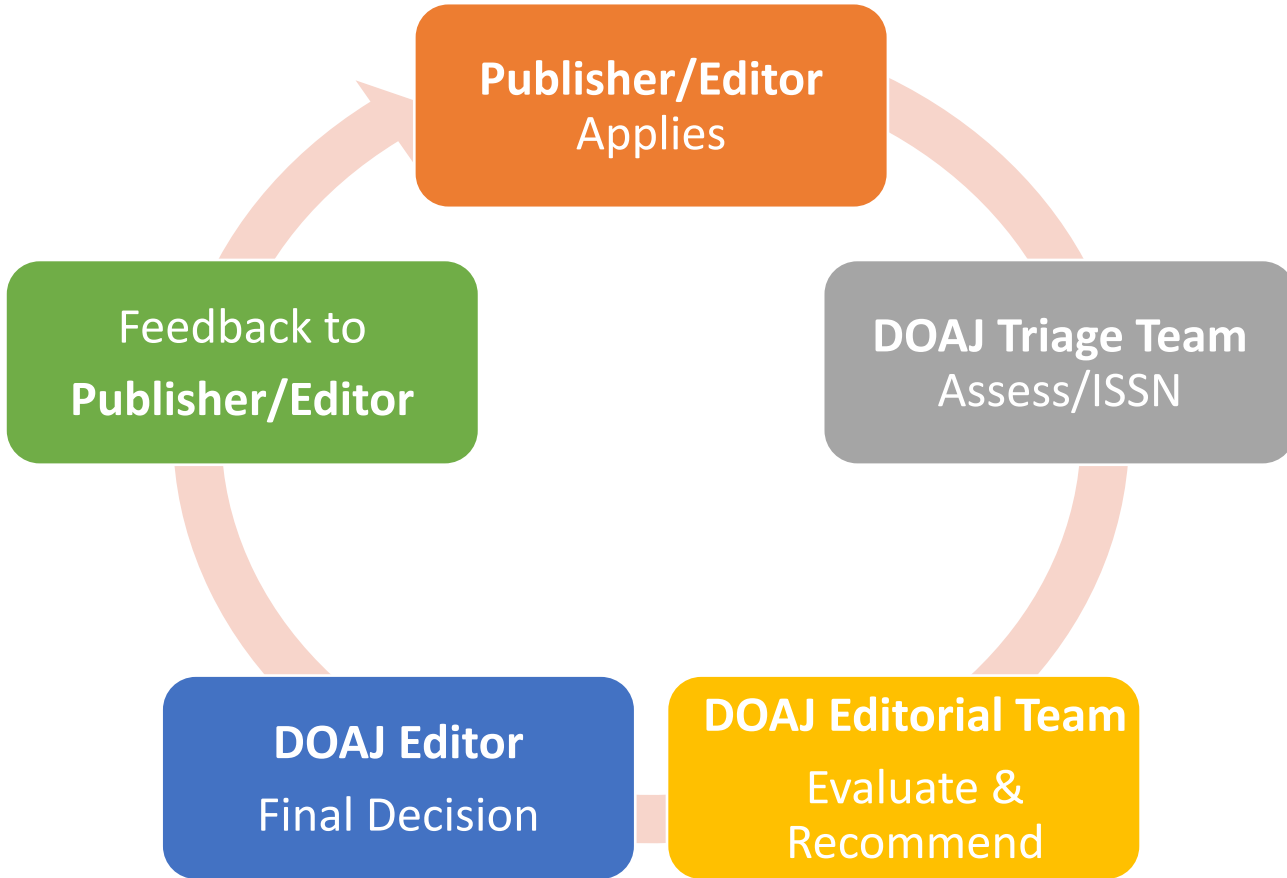 Publisher/Editor
Applies
DOAJ Triage Team
Assess/ISSN
DOAJ Editorial Team
Evaluate &
Recommend
DOAJ Editor
Final Decision
Feedback to
Publisher/Editor